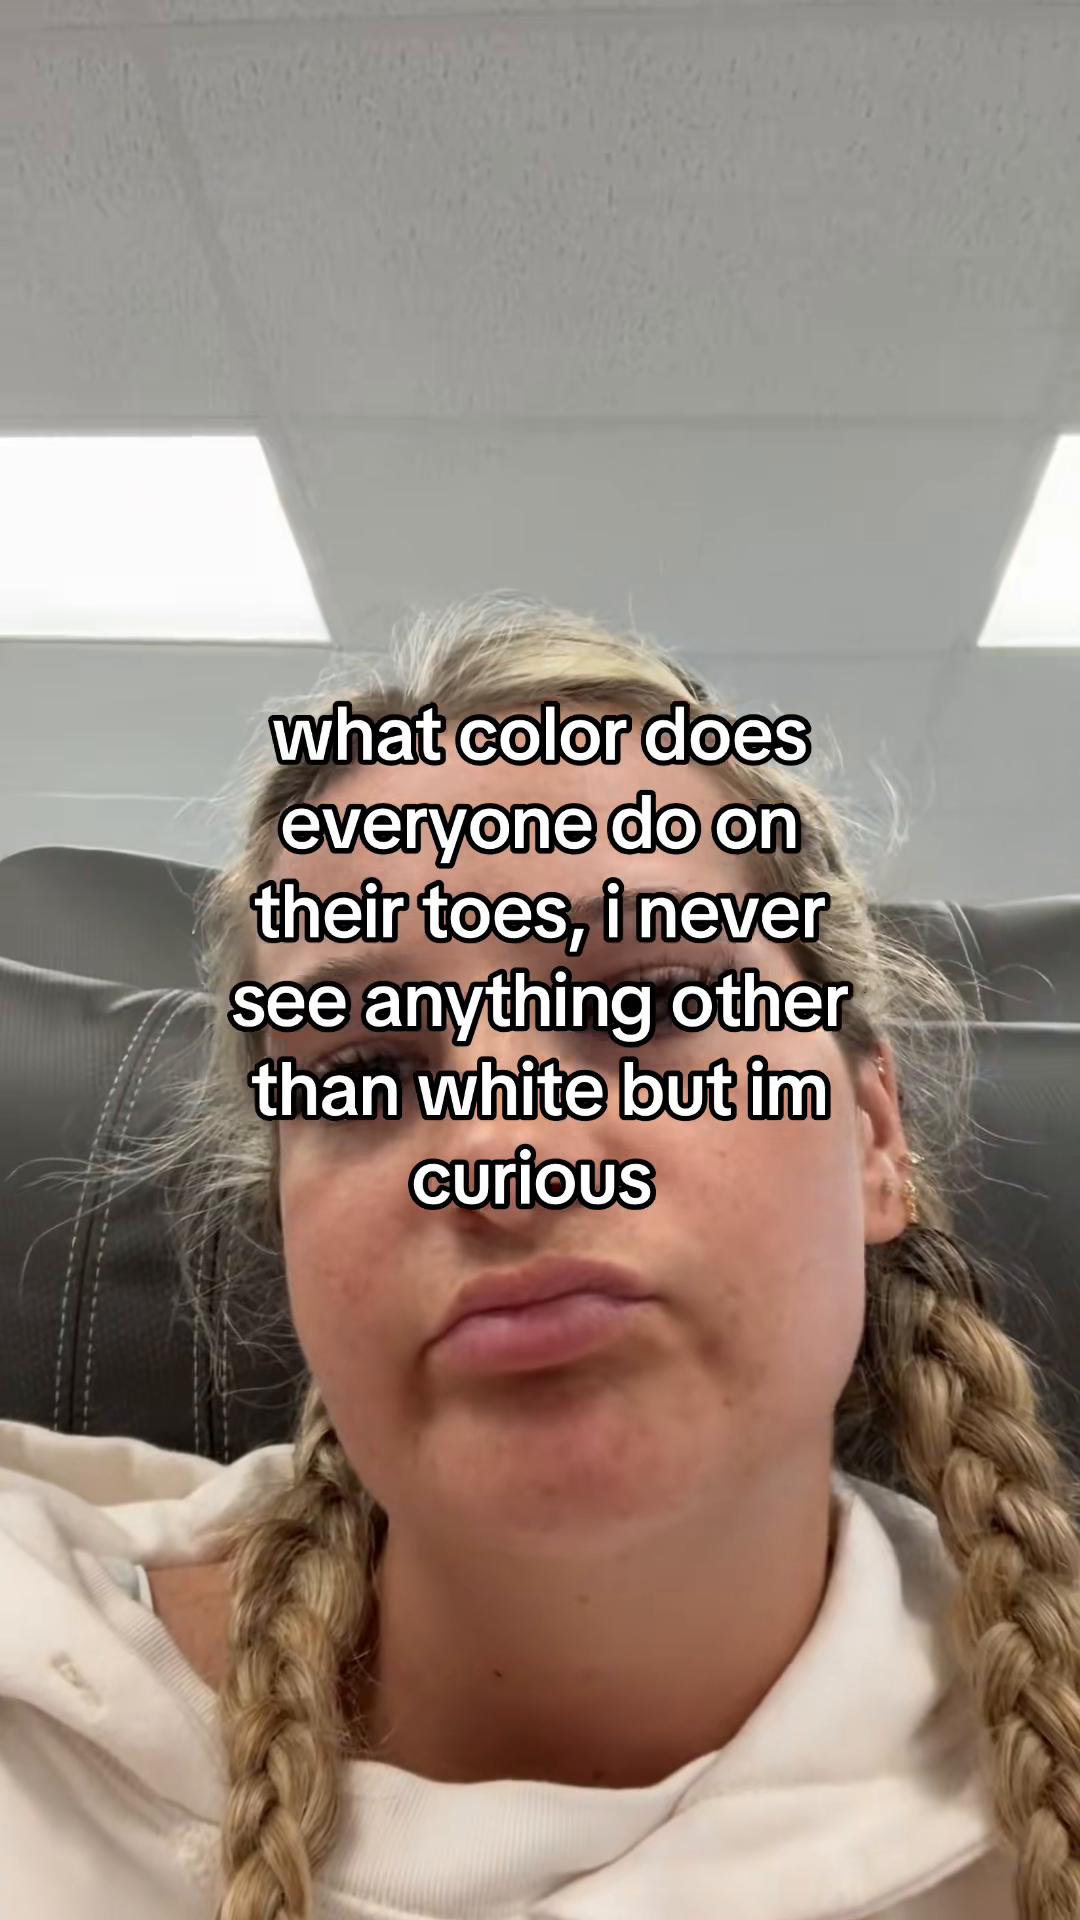 what color does
everyone do on
their toes, i never
see anything other
than white but im
curious